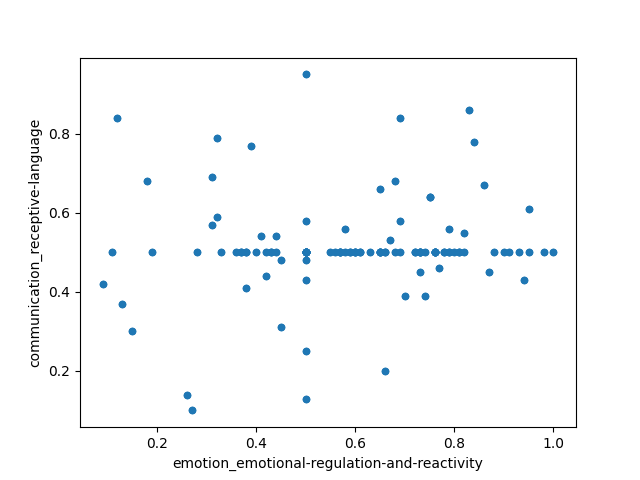 communication_receptive-language
0.8
0.6
0.4
0.2
0.2 0.4 0.6 0.8 1.0
emotion_emotional-regulation-and-reactivity